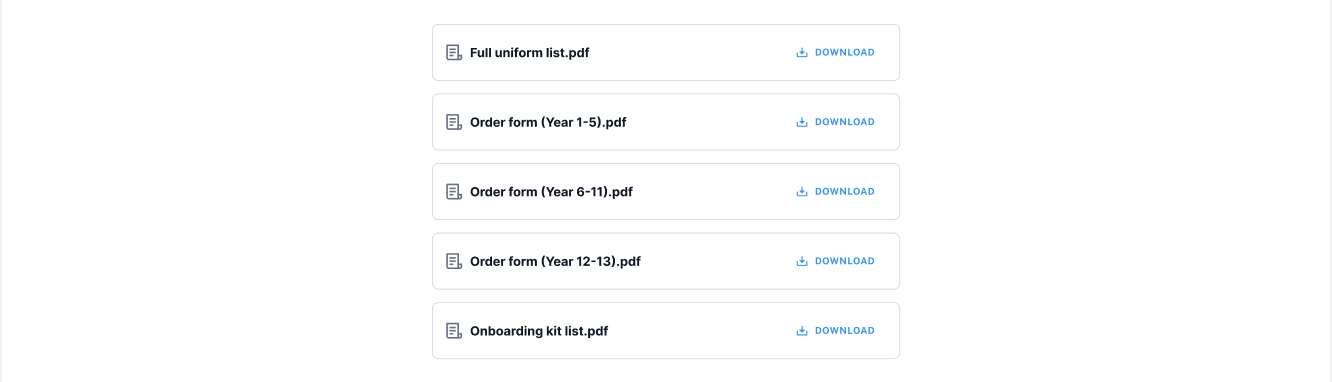 Full uniform list.pdf DOWNLOAD
Order form (Year 1-5).pdf DOWNLOAD
Order form (Year 6-11).pdf DOWNLOAD
Order form (Year 12-13).pdf DOWNLOAD
Onboarding kit list.pdf DOWNLOAD